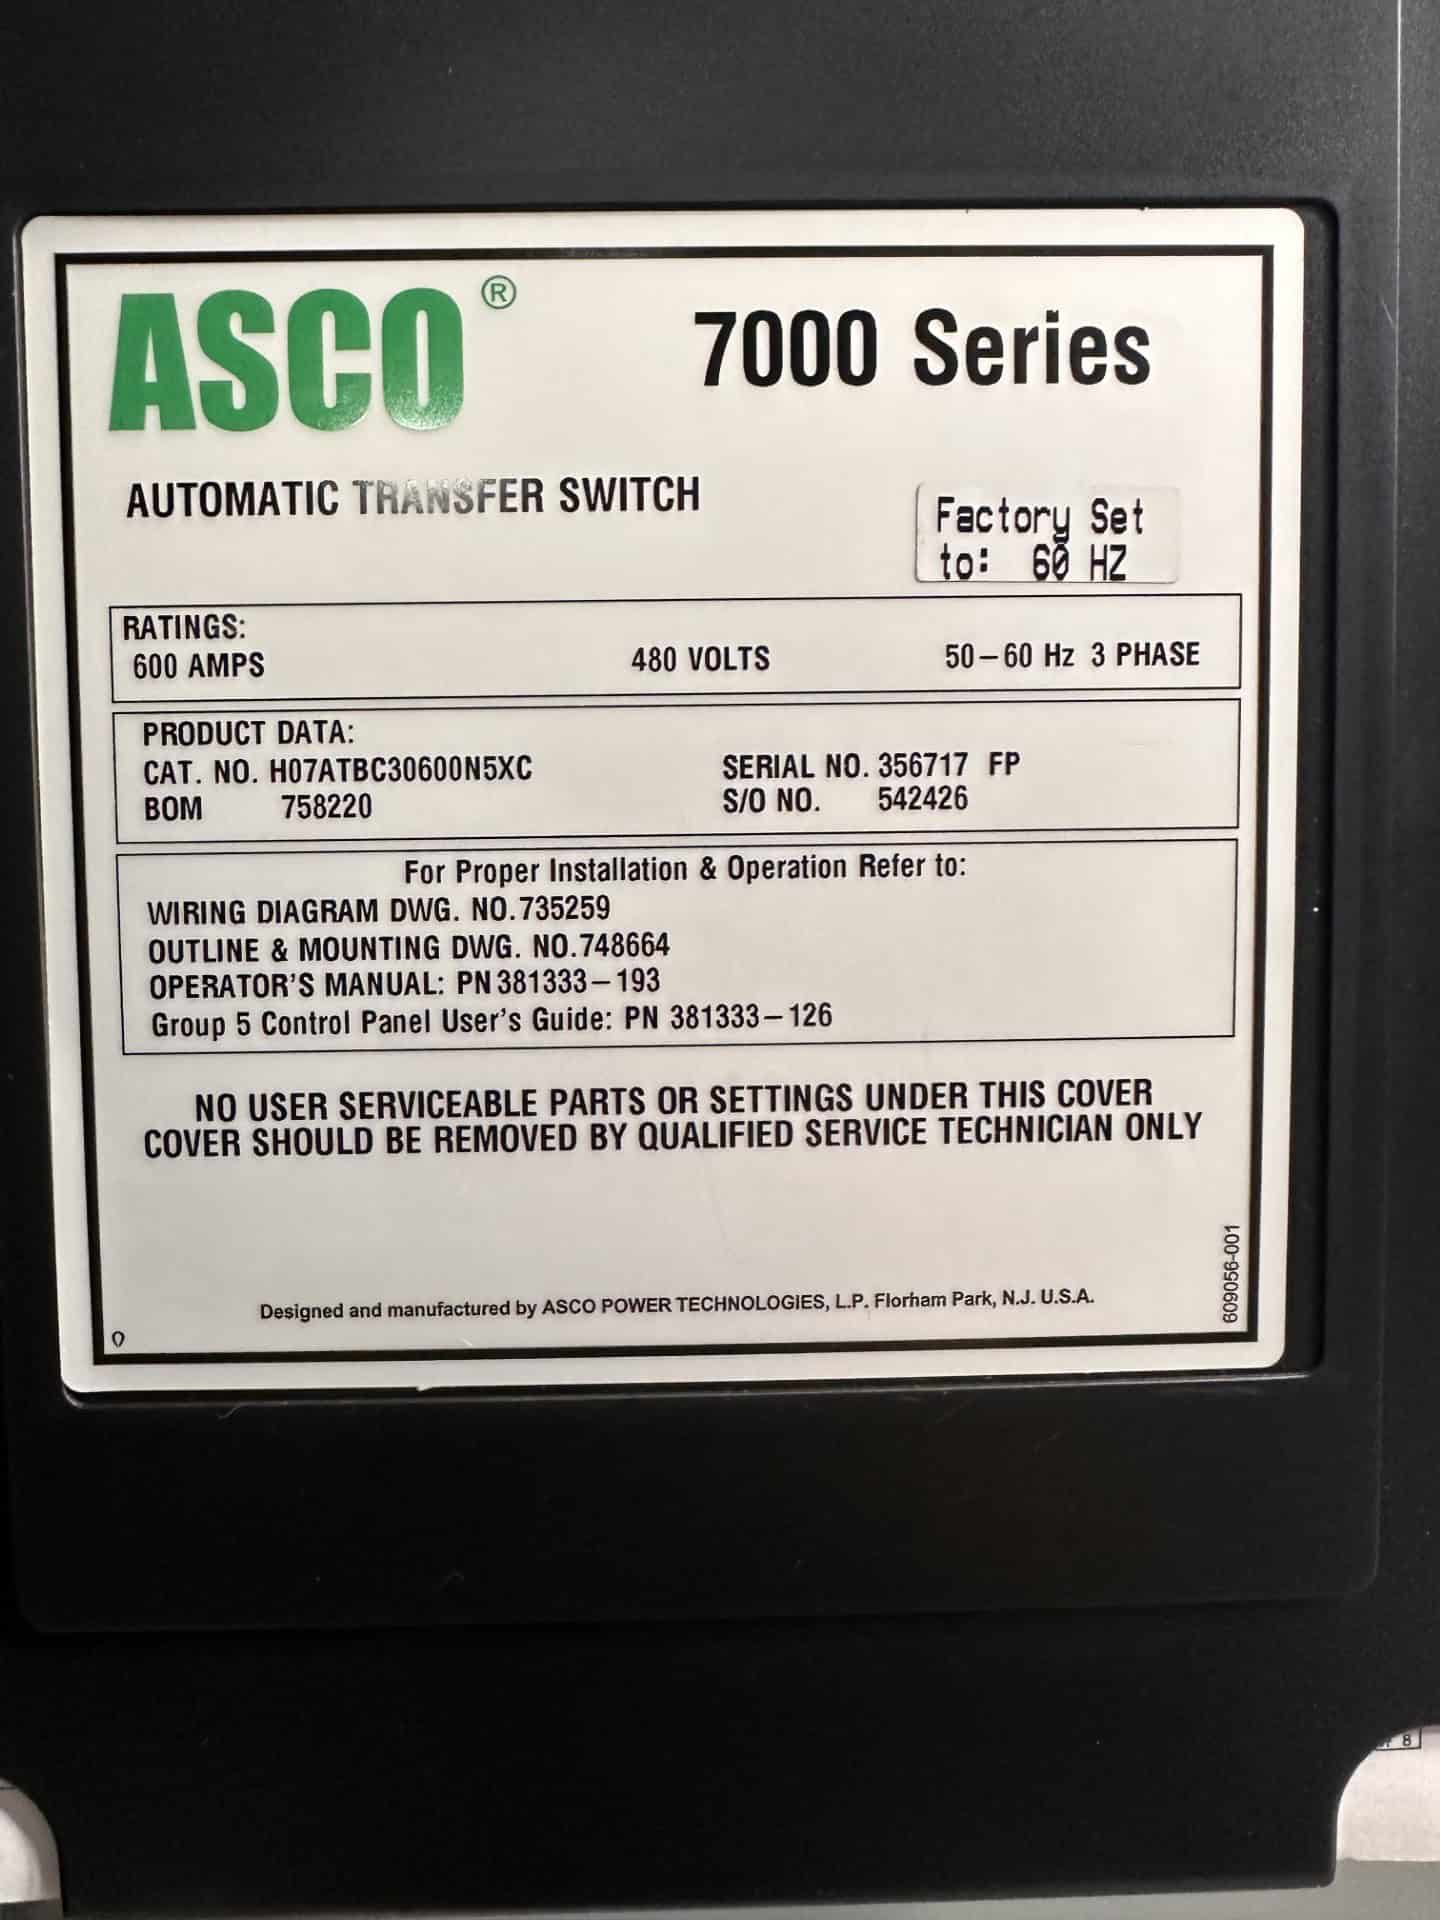 ASCO®
7000 Series
AUTOMATIC TRANSFER SWITCH
Factory Set
to: 60 HZ
RATINGS:
600 AMPS 480 VOLTS 50–60 Hz 3 PHASE
PRODUCT DATA:
CAT. NO. H07ATBC30600N5XC SERIAL NO. 356717 FP
BOM 758220 S/O NO. 542426
For Proper Installation & Operation Refer to:
WIRING DIAGRAM DWG. NO.735259
OUTLINE & MOUNTING DWG. NO.748664
OPERATOR'S MANUAL: PN 381333–193
Group 5 Control Panel User's Guide: PN 381333–126
NO USER SERVICEABLE PARTS OR SETTINGS UNDER THIS COVER
COVER SHOULD BE REMOVED BY QUALIFIED SERVICE TECHNICIAN ONLY
Designed and manufactured by ASCO POWER TECHNOLOGIES, L.P. Florham Park, N.J. U.S.A.
609056-001
8